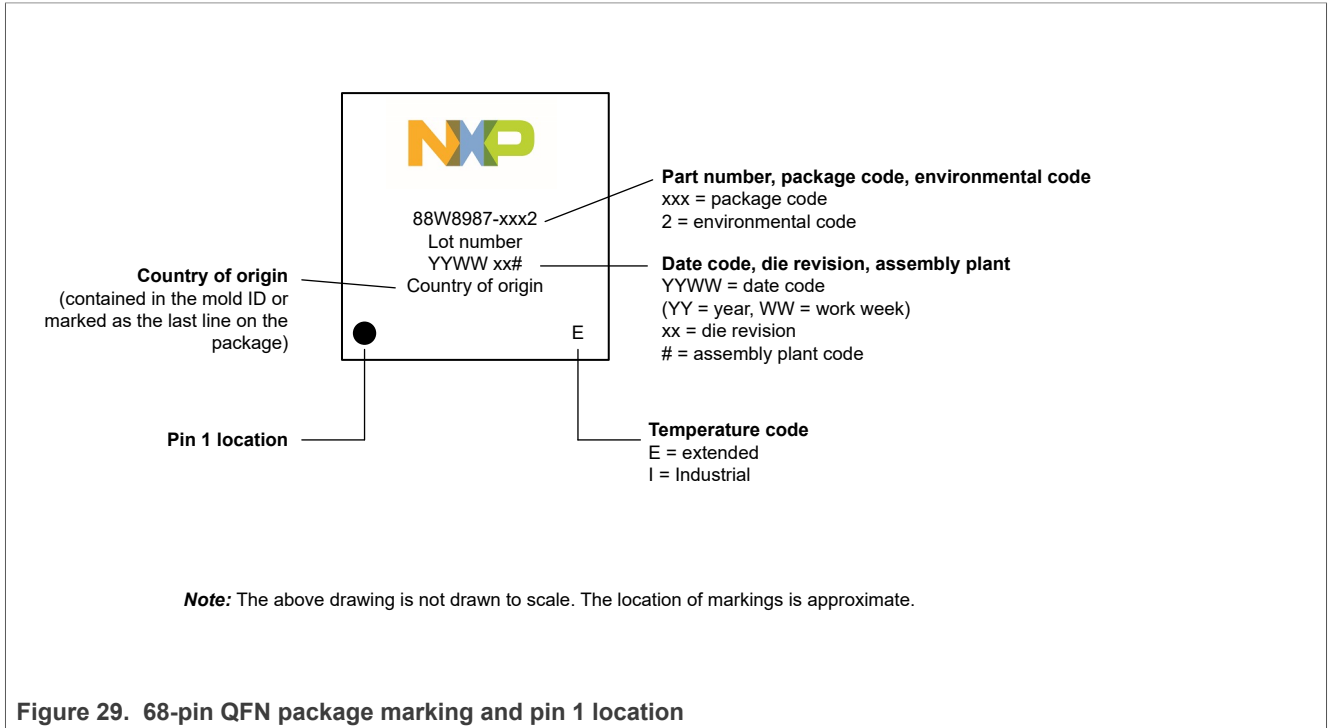 NXP
88W8987-xxx2
Lot number
YYWW xx#
Country of origin
E
Part number, package code, environmental code
xxx = package code
2 = environmental code
Date code, die revision, assembly plant
YYWW = date code
(YY = year, WW = work week)
xx = die revision
# = assembly plant code
Country of origin
(contained in the mold ID or
marked as the last line on the
package)
Pin 1 location
Temperature code
E = extended
I = Industrial
Note: The above drawing is not drawn to scale. The location of markings is approximate.
Figure 29. 68-pin QFN package marking and pin 1 location